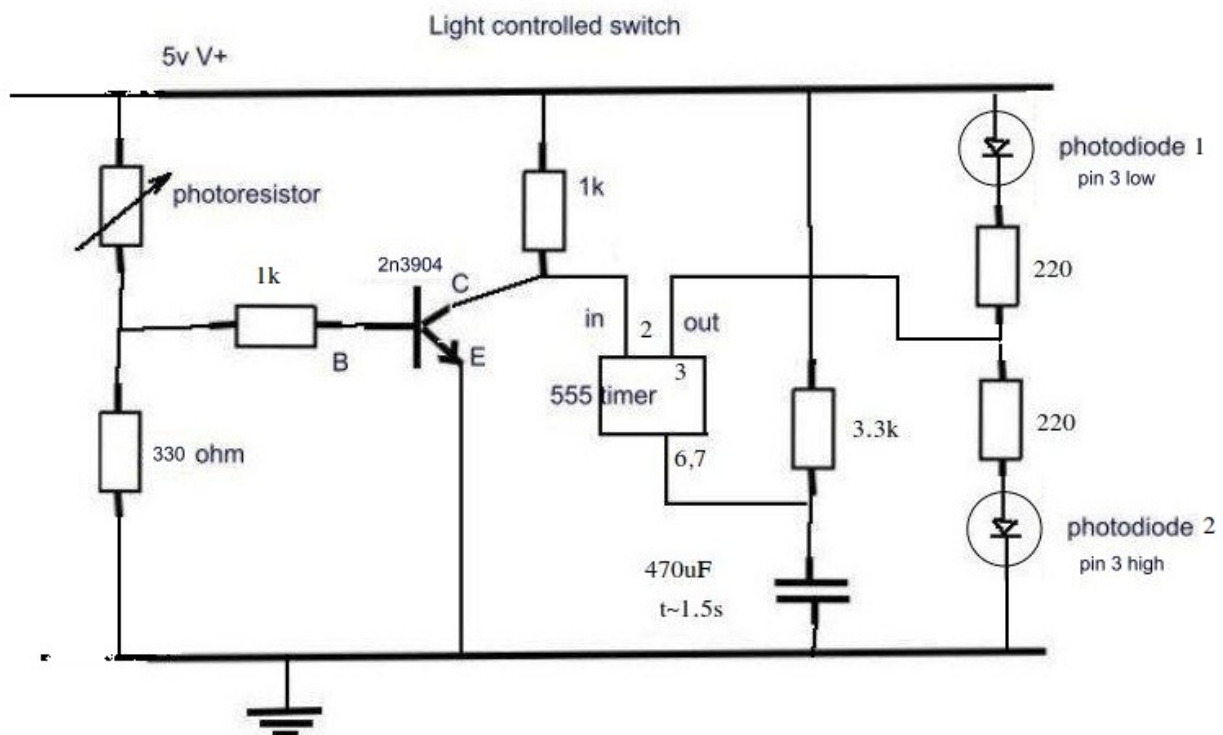 Light controlled switch
5v V+
photodiode 1
pin 3 low
photoresistor
1k
1k
2n3904
C
B
E
220
in
2
out
3
555 timer
6,7
3.3k
220
330 ohm
470uF
t~1.5s
photodiode 2
pin 3 high